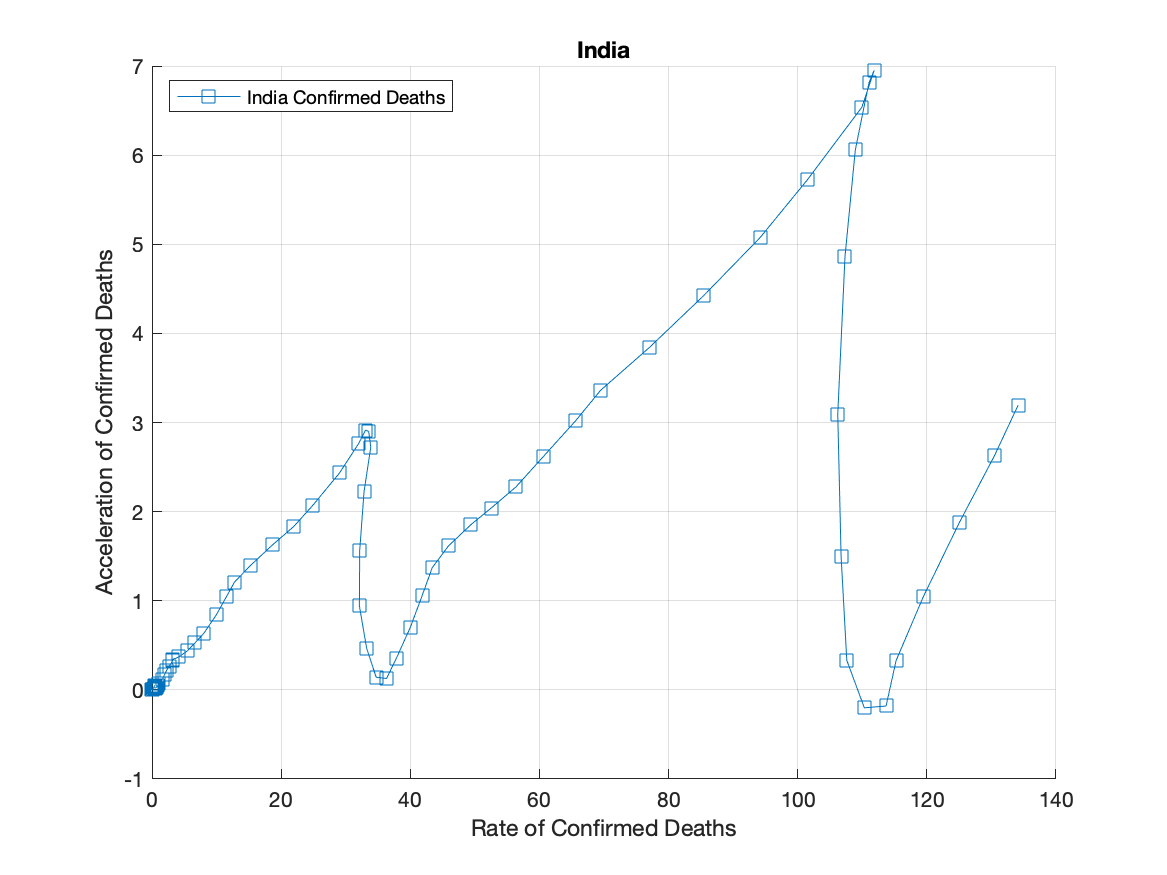 India
India Confirmed Deaths
7
6
5
4
3
2
1
0
-1
Acceleration of Confirmed Deaths
0 20 40 60 80 100 120 140
Rate of Confirmed Deaths